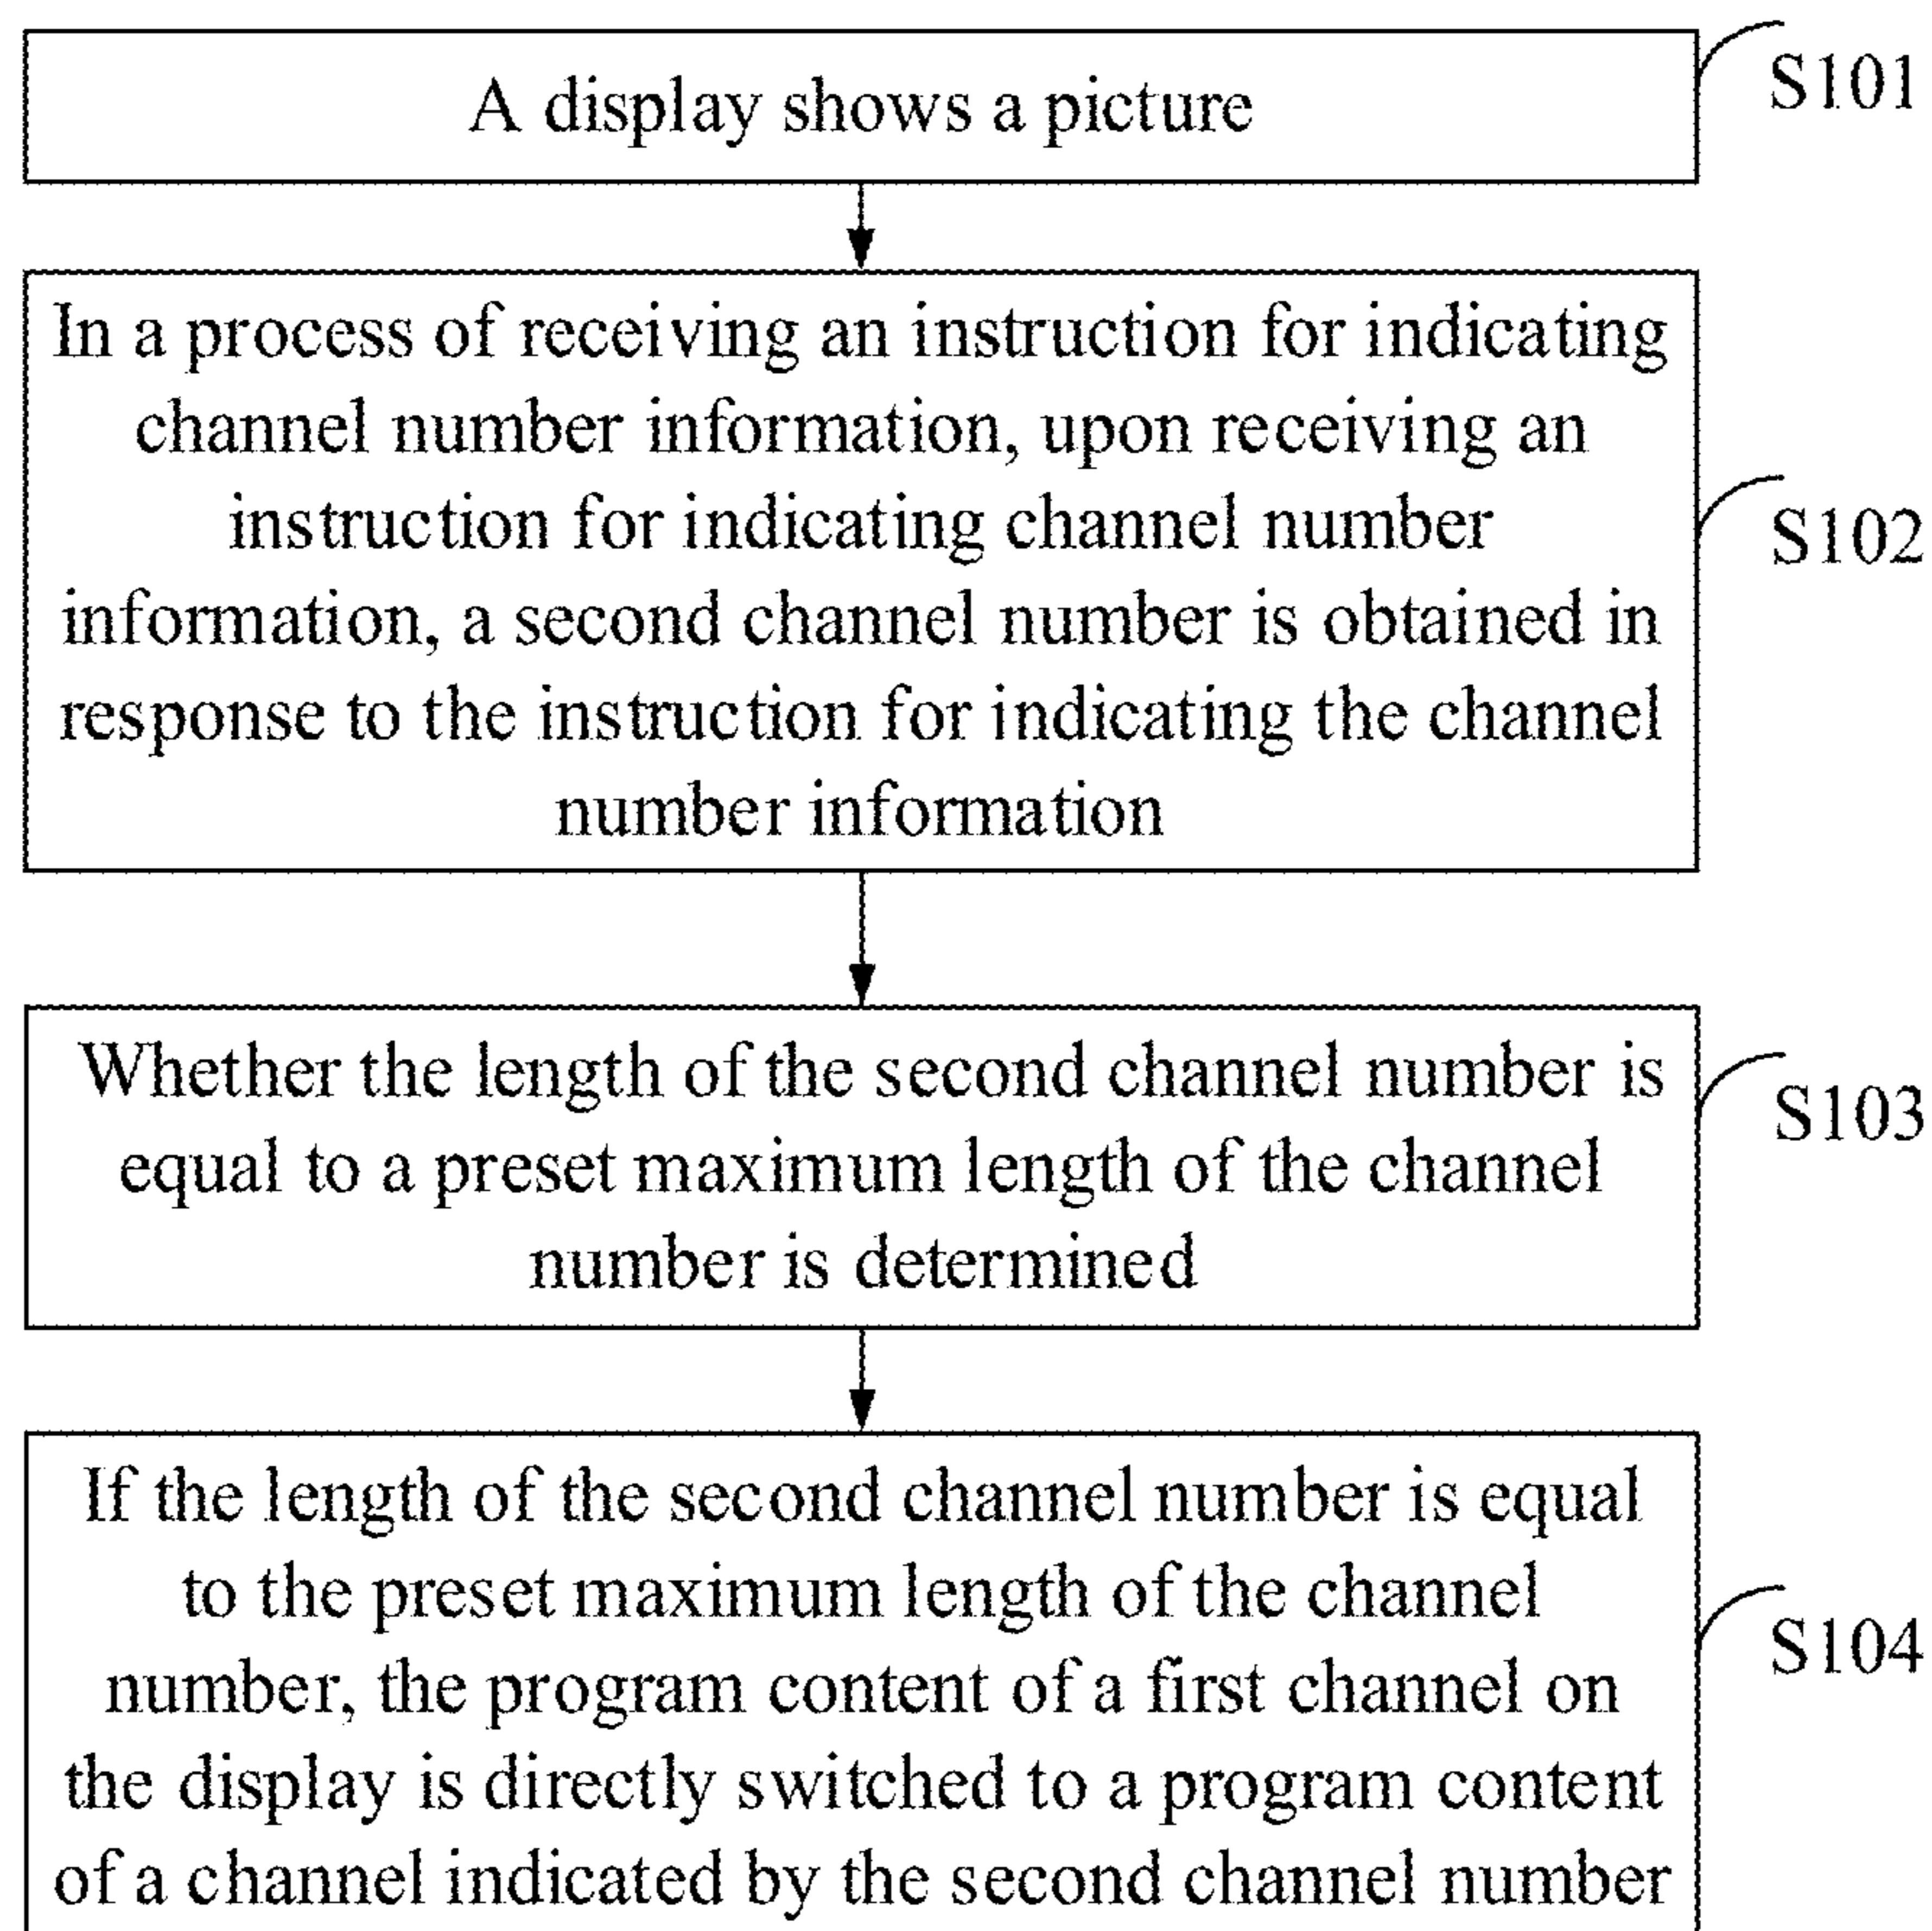 A display shows a picture
S101
In a process of receiving an instruction for indicating
channel number information, upon receiving an
instruction for indicating channel number
information, a second channel number is obtained in
response to the instruction for indicating the channel
number information
S102
Whether the length of the second channel number is
equal to a preset maximum length of the channel
number is determined
S103
If the length of the second channel number is equal
to the preset maximum length of the channel
number, the program content of a first channel on
the display is directly switched to a program content
of a channel indicated by the second channel number
S104